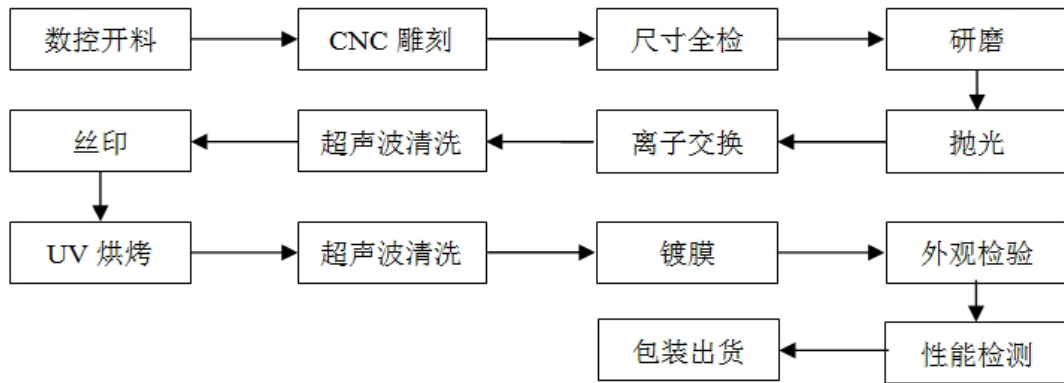 数控开料
CNC 雕刻
尺寸全检
研磨
抛光
离子交换
超声波清洗
丝印
UV 烘烤
超声波清洗
镀膜
外观检验
性能检测
包装出货